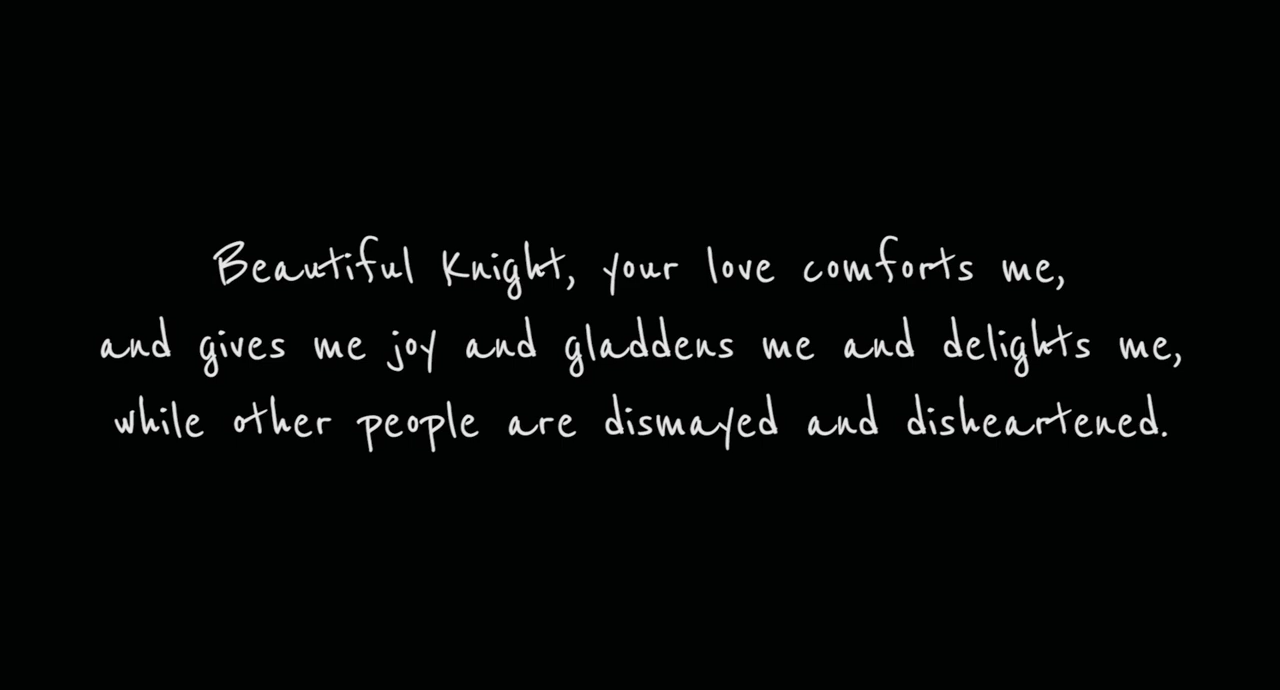 Beautiful Knight, your love comforts me,
and gives me joy and gladdens me and delights me,
while other people are dismayed and disheartened.